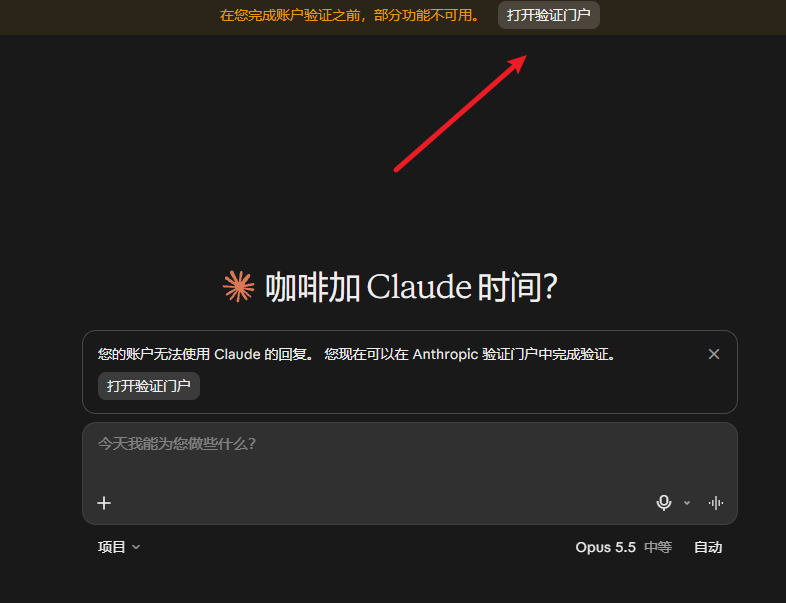 在您完成账户验证之前，部分功能不可用。 打开验证门户
咖啡加 Claude 时间？
您的账户无法使用 Claude 的回复。 您现在可以在 Anthropic 验证门户中完成验证。
打开验证门户
今天我能为您做些什么？
项目
Opus 5.5 中等 自动